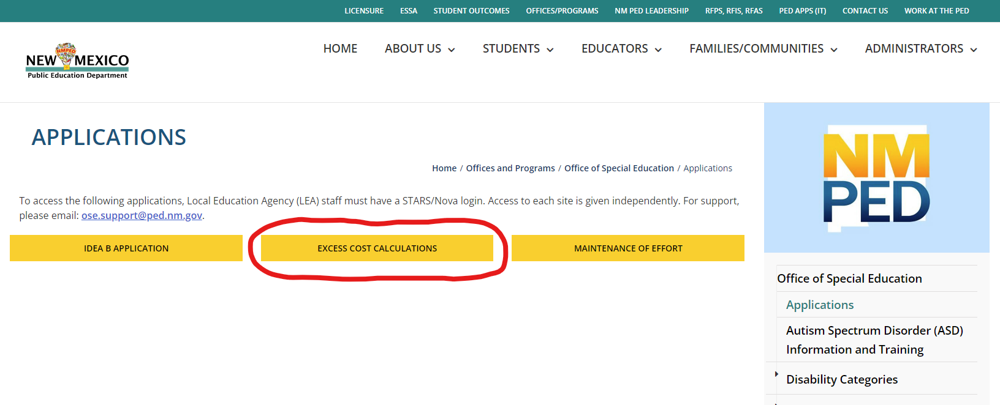 LICENSURE ESSA STUDENT OUTCOMES OFFICES/PROGRAMS NM PED LEADERSHIP RFPS, RFIS, RFAS PED APPS (IT) CONTACT US WORK AT THE PED
NMPED
NEW MEXICO
Public Education Department
HOME ABOUT US STUDENTS EDUCATORS FAMILIES/COMMUNITIES ADMINISTRATORS
APPLICATIONS
Home / Offices and Programs / Office of Special Education / Applications
To access the following applications, Local Education Agency (LEA) staff must have a STARS/Nova login. Access to each site is given independently. For support,
please email: ose.support@ped.nm.gov.
IDEA B APPLICATION
EXCESS COST CALCULATIONS
MAINTENANCE OF EFFORT
NM
PED
Office of Special Education
Applications
Autism Spectrum Disorder (ASD)
Information and Training
Disability Categories